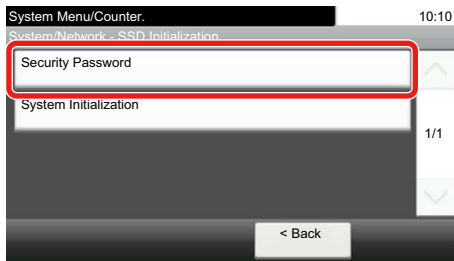 System Menu/Counter. 10:10
System/Network - SSD Initialization
Security Password
System Initialization
1/1
< Back